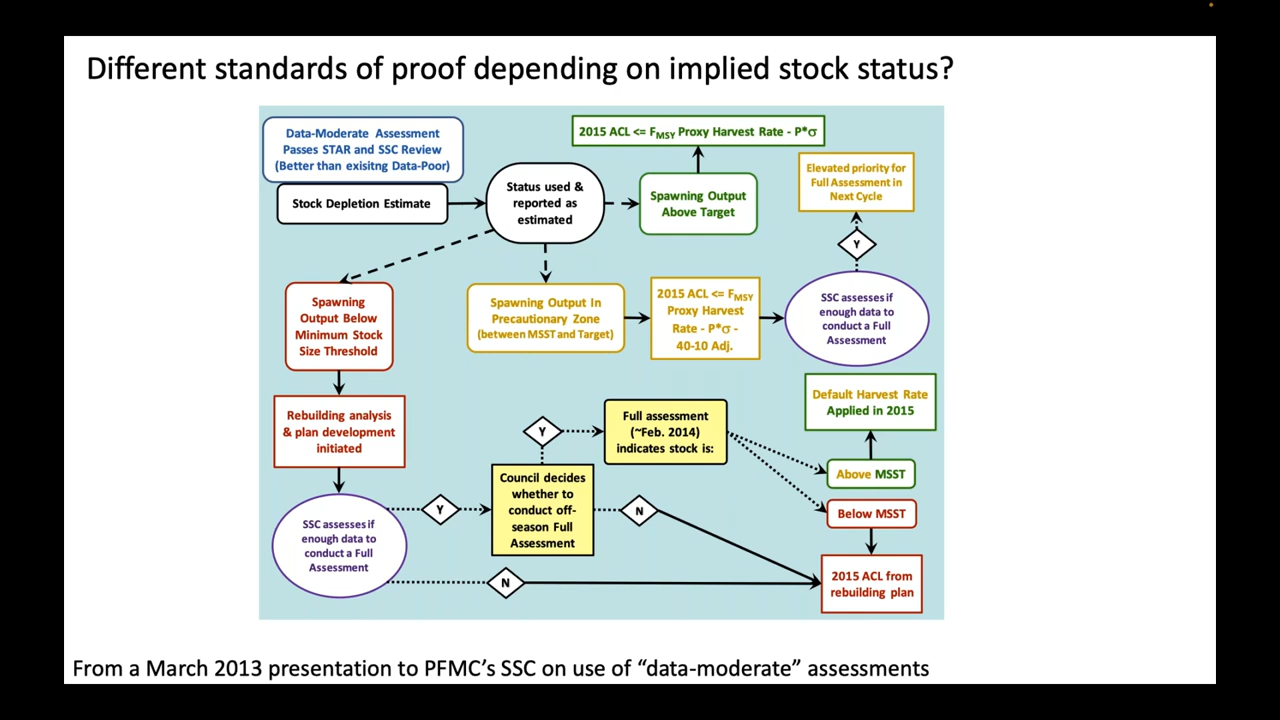 Different standards of proof depending on implied stock status?
Data-Moderate Assessment
Passes STAR and SSC Review
(Better than exisitng Data-Poor)
Stock Depletion Estimate
Status used &
reported as
estimated
2015 ACL <= FMSY Proxy Harvest Rate - P*σ
Spawning Output
Above Target
Elevated priority for
Full Assessment in
Next Cycle
Y
Spawning
Output Below
Minimum Stock
Size Threshold
Spawning Output In
Precautionary Zone
(between MSST and Target)
2015 ACL <= FMSY
Proxy Harvest
Rate - P*σ -
40-10 Adj.
SSC assesses if
enough data to
conduct a Full
Assessment
Rebuilding analysis
& plan development
initiated
Y
Full assessment
(~Feb. 2014)
indicates stock is:
Default Harvest Rate
Applied in 2015
Above MSST
Below MSST
SSC assesses if
enough data to
conduct a Full
Assessment
Y
Council decides
whether to
conduct off-
season Full
Assessment
N
N
2015 ACL from
rebuilding plan
From a March 2013 presentation to PFMC's SSC on use of “data-moderate” assessments